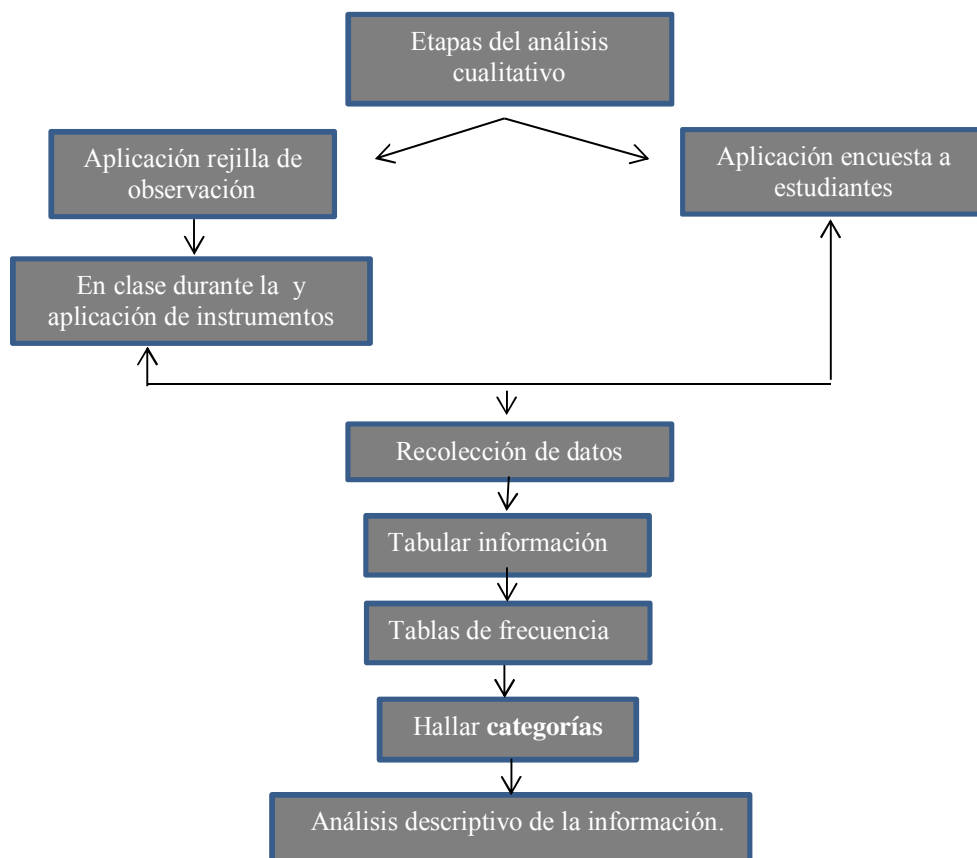 Etapas del análisis
cualitativo
Aplicación rejilla de
observación
Aplicación encuesta a
estudiantes
En clase durante la y
aplicación de instrumentos
Recolección de datos
Tabular información
Tablas de frecuencia
Hallar categorías
Análisis descriptivo de la información.